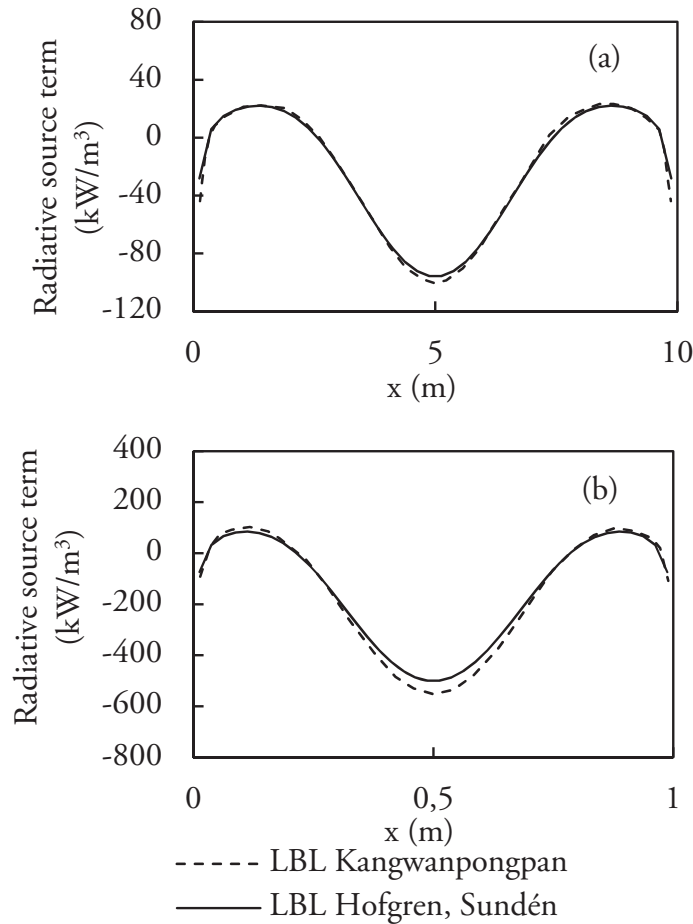 80
40
0
-40
-80
-120
Radiative source term
(kW/m³)
(a)
0
5
10
x (m)
400
200
0
-200
-400
-600
-800
Radiative source term
(kW/m³)
(b)
0
0,5
1
x (m)
LBL Kangwanpongpan
LBL Hofgren, Sundén